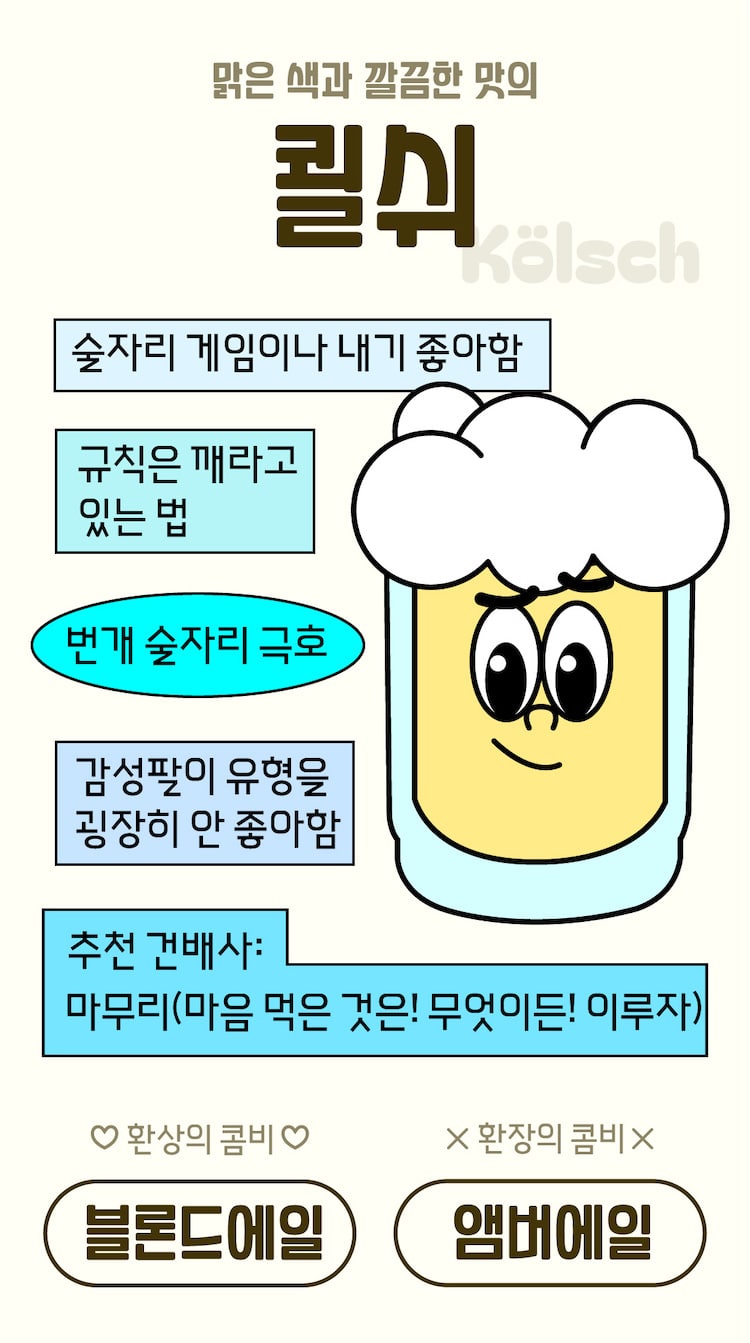 맑은 색과 깔끔한 맛의
쾰쉬
Kölsch
술자리 게임이나 내기 좋아함
규칙은 깨라고
있는 법
번개 술자리 극호
감성팔이 유형을
굉장히 안 좋아함
추천 건배사:
마무리(마음 먹은 것은! 무엇이든! 이루자)
♡ 환상의 콤비 ♡
× 환장의 콤비 ×
블론드에일
앰버에일